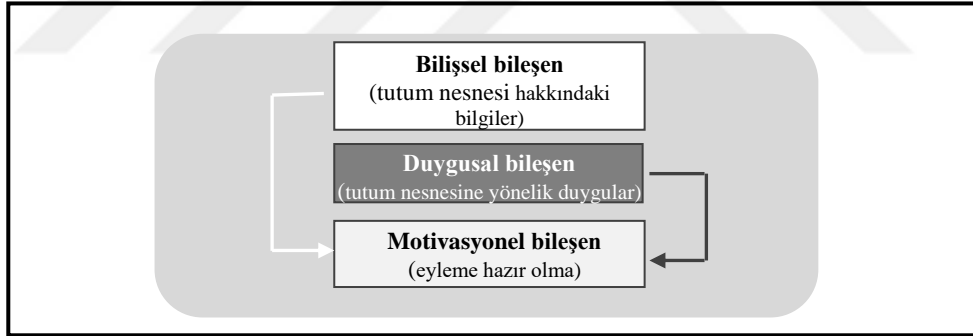 Bilişsel bileşen
(tutum nesnesi hakkındaki
bilgiler)
Duygusal bileşen
(tutum nesnesine yönelik duygular)
Motivasyonel bileşen
(eyleme hazır olma)